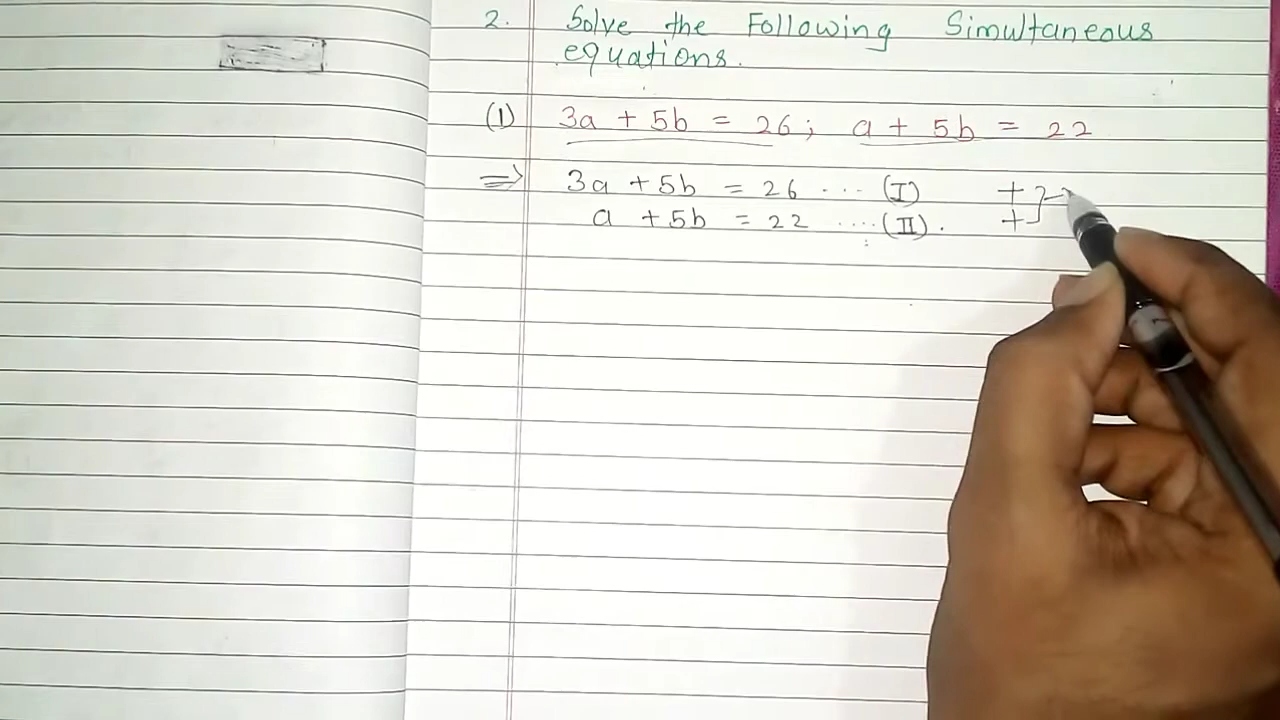 2. Solve the Following Simultaneous
equations.
(1) 3a + 5b = 26; a + 5b = 22
⇒ 3a + 5b = 26 ... (I) +
a + 5b = 22 ....(II). +